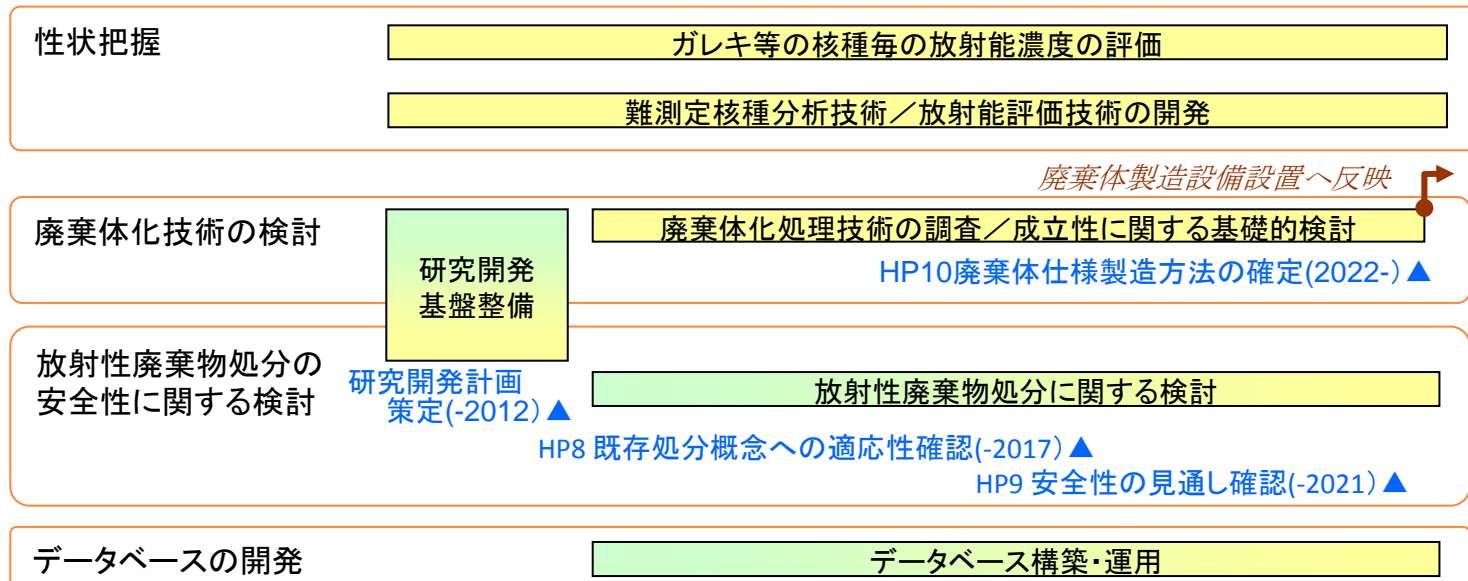 性状把握
ガレキ等の核種毎の放射能濃度の評価
難測定核種分析技術／放射能評価技術の開発
廃棄体製造設備設置へ反映
廃棄体化技術の検討
研究開発
基盤整備
廃棄体化処理技術の調査／成立性に関する基礎的検討
HP10廃棄体仕様製造方法の確定(2022-)▲
放射性廃棄物処分の
安全性に関する検討
研究開発計画
策定(-2012)▲
放射性廃棄物処分に関する検討
HP8 既存処分概念への適応性確認(-2017)▲
HP9 安全性の見通し確認(-2021)▲
データベースの開発
データベース構築・運用